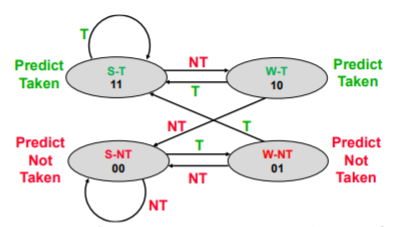 T
Predict
Taken
S-T
11
NT
T
W-T
10
Predict
Taken
NT
T
Predict
Not
Taken
S-NT
00
T
NT
W-NT
01
Predict
Not
Taken
NT